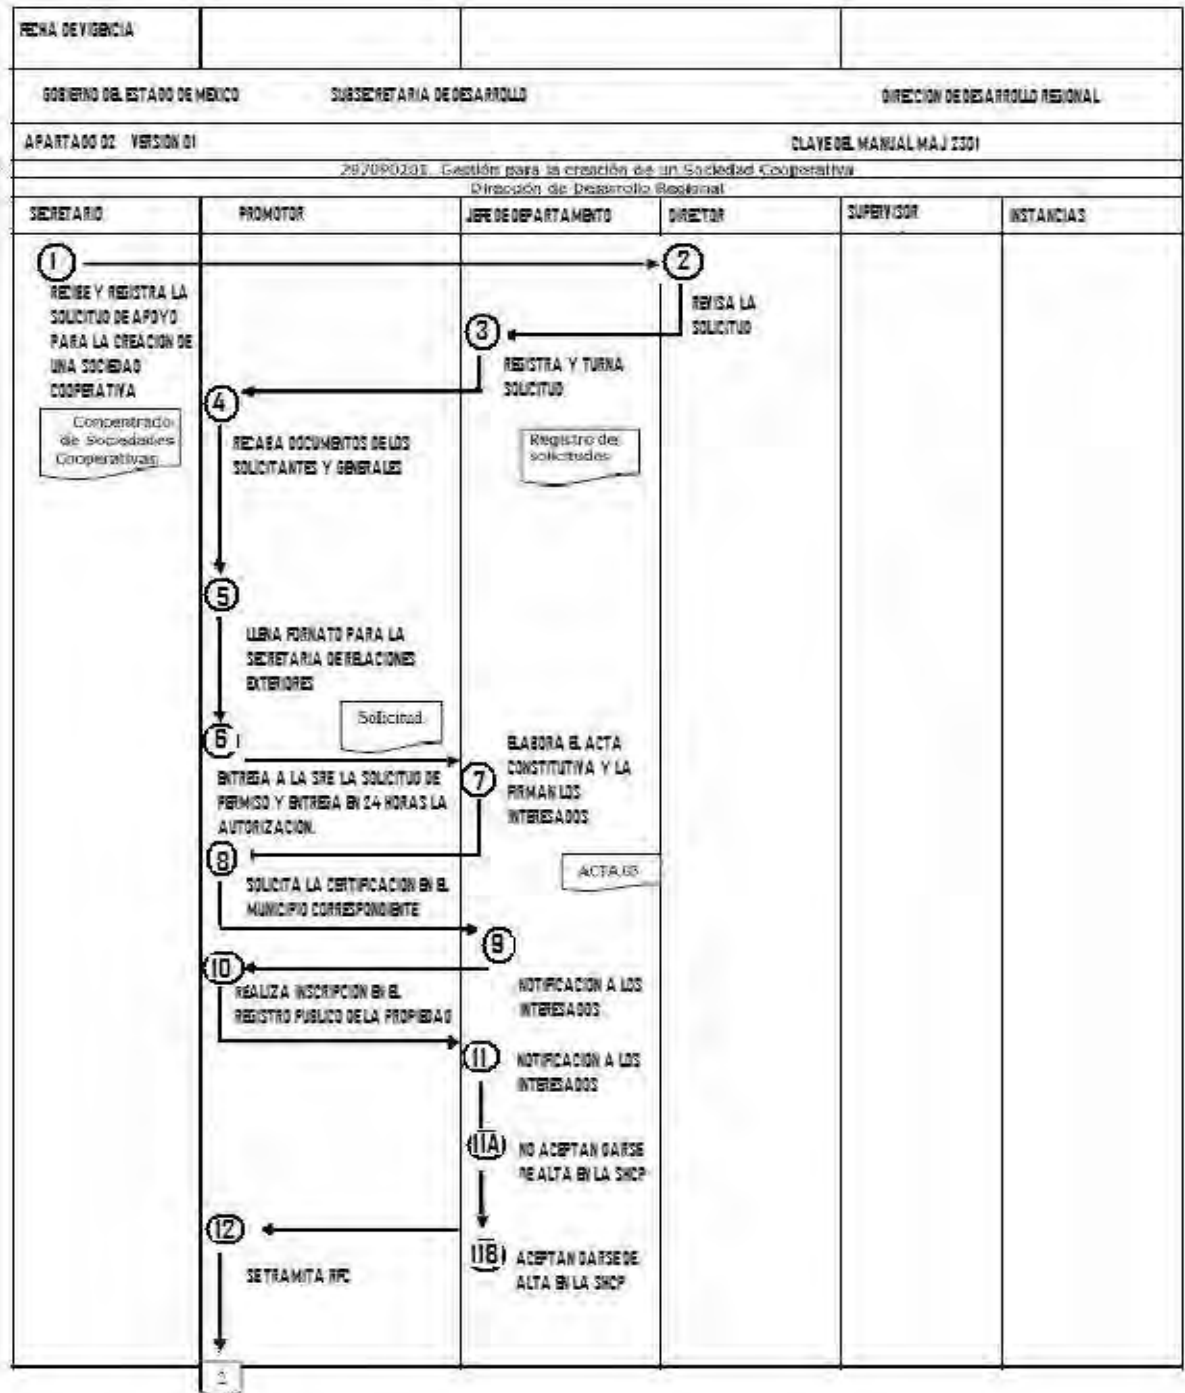 FECHA DE VIGENCIA
GOBIERNO DEL ESTADO DE MEXICO SUBSECRETARIA DE DESARROLLO DIRECCION DE DESARROLLO REGIONAL
APARTADO 02 VERSION 01 CLAVE DEL MANUAL MAJ 2301
297090201. Gestión para la creación de un Sociedad Cooperativa
Dirección de Desarrollo Regional
SECRETARIO PROMOTOR JEFE DE DEPARTAMENTO DIRECTOR SUPERVISOR INSTANCIAS
1
RECIBE Y REGISTRA LA
SOLICITUD DE APOYO
PARA LA CREACION DE
UNA SOCIEDAD
COOPERATIVA
Concentrado
de Sociedades
Cooperativas
2
REVISA LA
SOLICITUD
3
REGISTRA Y TURNA
SOLICITUD
Registro de
solicitudes
4
RECABA DOCUMENTOS DE LOS
SOLICITANTES Y GENERALES
5
LLENA FORMATO PARA LA
SECRETARIA DE RELACIONES
EXTERIORES
Solicitud
6
ENTREGA A LA SRE LA SOLICITUD DE
PERMISO Y ENTREGA EN 24 HORAS LA
AUTORIZACION.
7
ELABORA EL ACTA
CONSTITUTIVA Y LA
FIRMAN LOS
INTERESADOS
ACTA
8
SOLICITA LA CERTIFICACION EN EL
MUNICIPIO CORRESPONDIENTE
9
NOTIFICACION A LOS
INTERESADOS
10
REALIZA INSCRIPCION EN EL
REGISTRO PUBLICO DE LA PROPIEDAD
11
NOTIFICACION A LOS
INTERESADOS
11A
NO ACEPTAN DARSE
DE ALTA EN LA SHCP
11B
ACEPTAN DARSE DE
ALTA EN LA SHCP
12
SE TRAMITA RFC